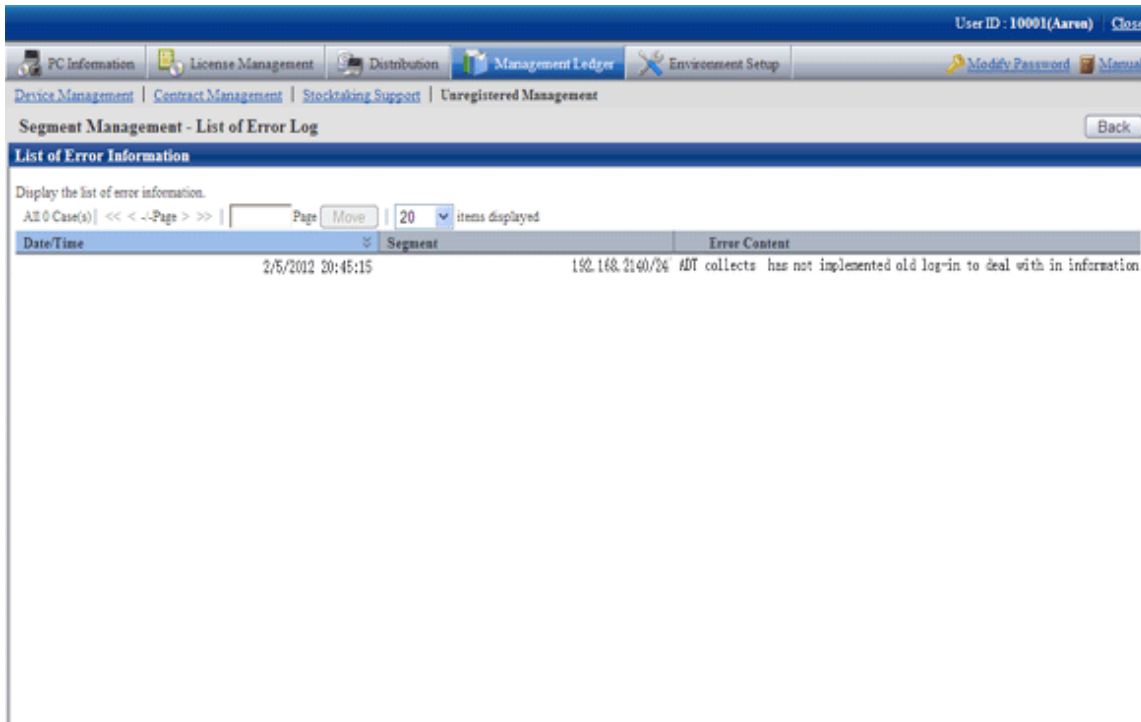 User ID : 10001(Aaron) Close
PC Information License Management Distribution Management Ledger Environment Setup Modify Password Manual
Device Management | Contract Management | Stocktaking Support | Unregistered Management
Segment Management - List of Error Log Back
List of Error Information
Display the list of error information.
All 0 Case(s) | << < -/-Page > >> | Page Move | 20 items displayed
Date/Time Segment Error Content
2/5/2012 20:45:15 192.168.2140/24 ADT collects has not implemented old log-in to deal with in information